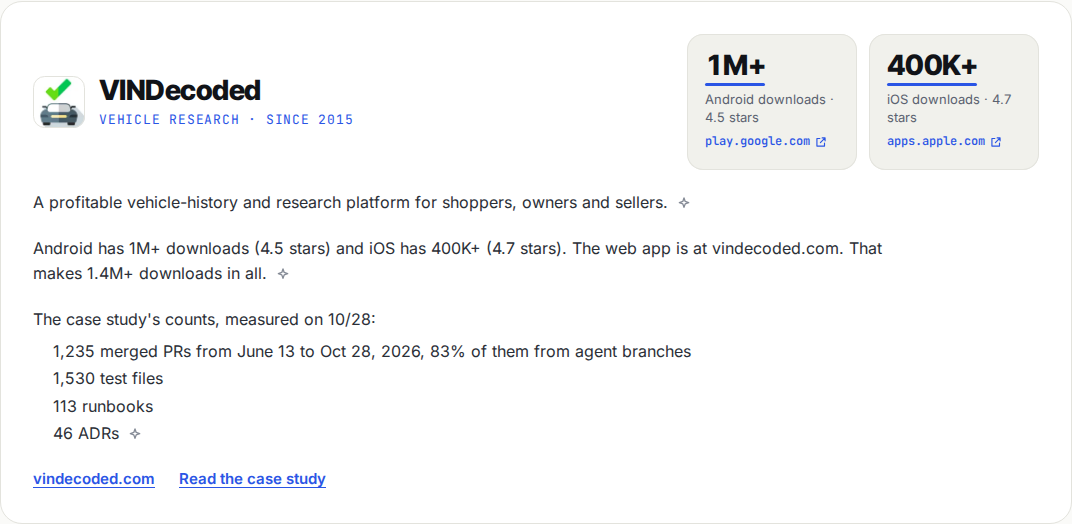 VINDecoded
VEHICLE RESEARCH · SINCE 2015
1M+
Android downloads ·
4.5 stars
play.google.com
400K+
iOS downloads · 4.7
stars
apps.apple.com
A profitable vehicle-history and research platform for shoppers, owners and sellers.
Android has 1M+ downloads (4.5 stars) and iOS has 400K+ (4.7 stars). The web app is at vindecoded.com. That
makes 1.4M+ downloads in all.
The case study's counts, measured on 10/28:
1,235 merged PRs from June 13 to Oct 28, 2026, 83% of them from agent branches
1,530 test files
113 runbooks
46 ADRs
vindecoded.com Read the case study